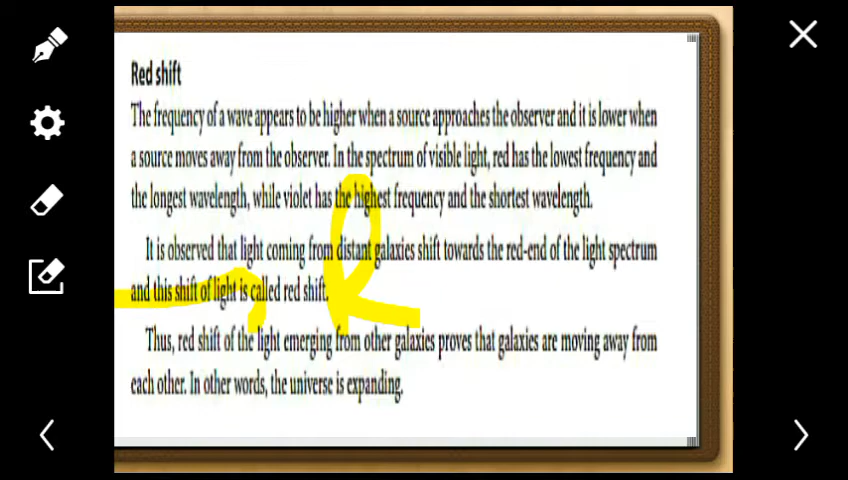 Red shift
The frequency of a wave appears to be higher when a source approaches the observer and it is lower when
a source moves away from the observer. In the spectrum of visible light, red has the lowest frequency and
the longest wavelength, while violet has the highest frequency and the shortest wavelength.
It is observed that light coming from distant galaxies shift towards the red-end of the light spectrum
and this shift of light is called red shift.
Thus, red shift of the light emerging from other galaxies proves that galaxies are moving away from
each other. In other words, the universe is expanding.